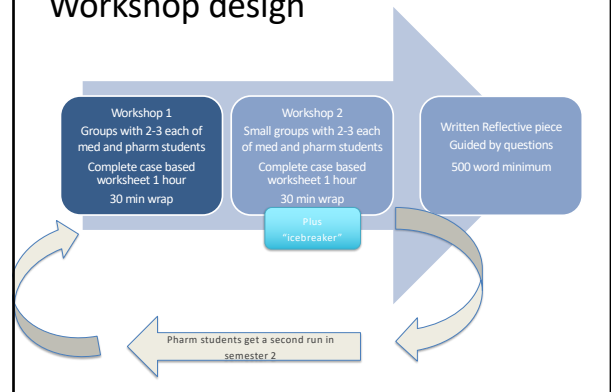 Workshop design
Workshop 1
Groups with 2-3 each of
med and pharm students
Complete case based
worksheet 1 hour
30 min wrap
Workshop 2
Small groups with 2-3 each
of med and pharm students
Complete case based
worksheet 1 hour
30 min wrap
Plus
"icebreaker"
Written Reflective piece
Guided by questions
500 word minimum
Pharm students get a second run in
semester 2